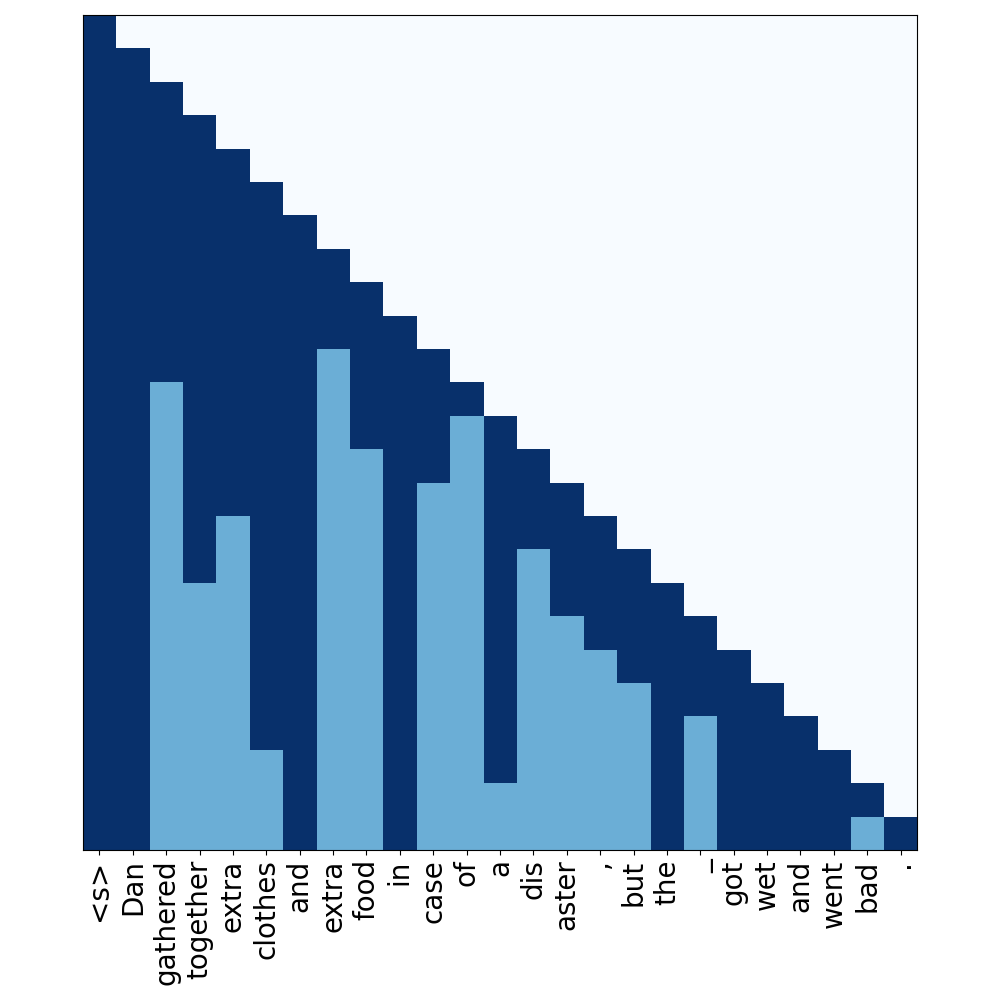 <s> Dan gathered together extra clothes and extra food in case of a dis aster , but the _ got wet and went bad .